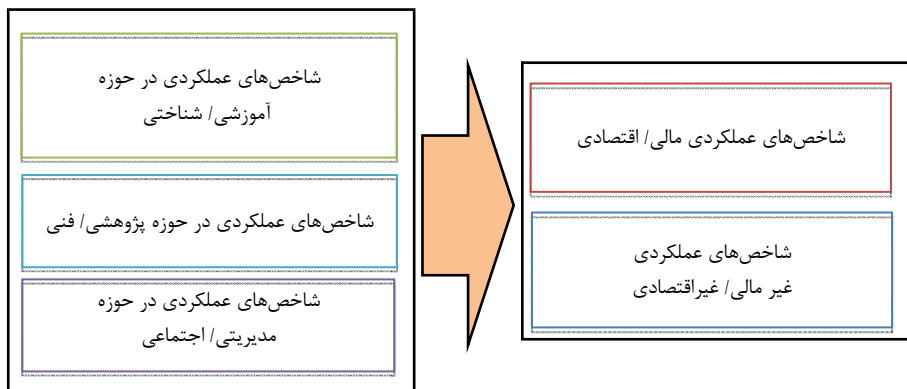 شاخص‌های عملکردی در حوزه
آموزشی/ شناختی
شاخص‌های عملکردی در حوزه پژوهشی/ فنی
شاخص‌های عملکردی در حوزه
مدیریتی/ اجتماعی
شاخص‌های عملکردی مالی/ اقتصادی
شاخص‌های عملکردی
غیر مالی/ غیراقتصادی